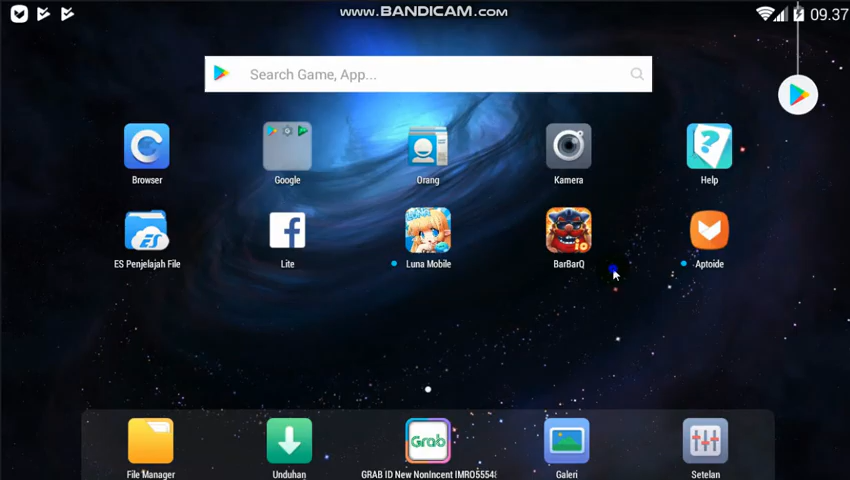 www.BANDICAM.com
09.37
Search Game, App...
Browser
Google
Orang
Kamera
Help
ES Penjelajah File
Lite
Luna Mobile
BarBarQ
Aptoide
File Manager
Unduhan
Grab
GRAB ID New NonIncent IMRO5554
Galeri
Setelan